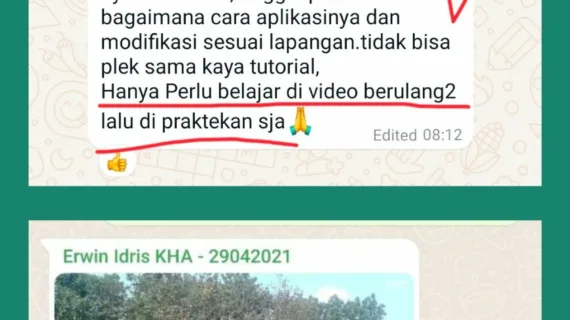 bagaimana cara aplikasinya dan
modifikasi sesuai lapangan.tidak bisa
plek sama kaya tutorial,
Hanya Perlu belajar di video berulang2
lalu di praktekan sja🙏
Edited 08:12
👍
Erwin Idris KHA - 29042021